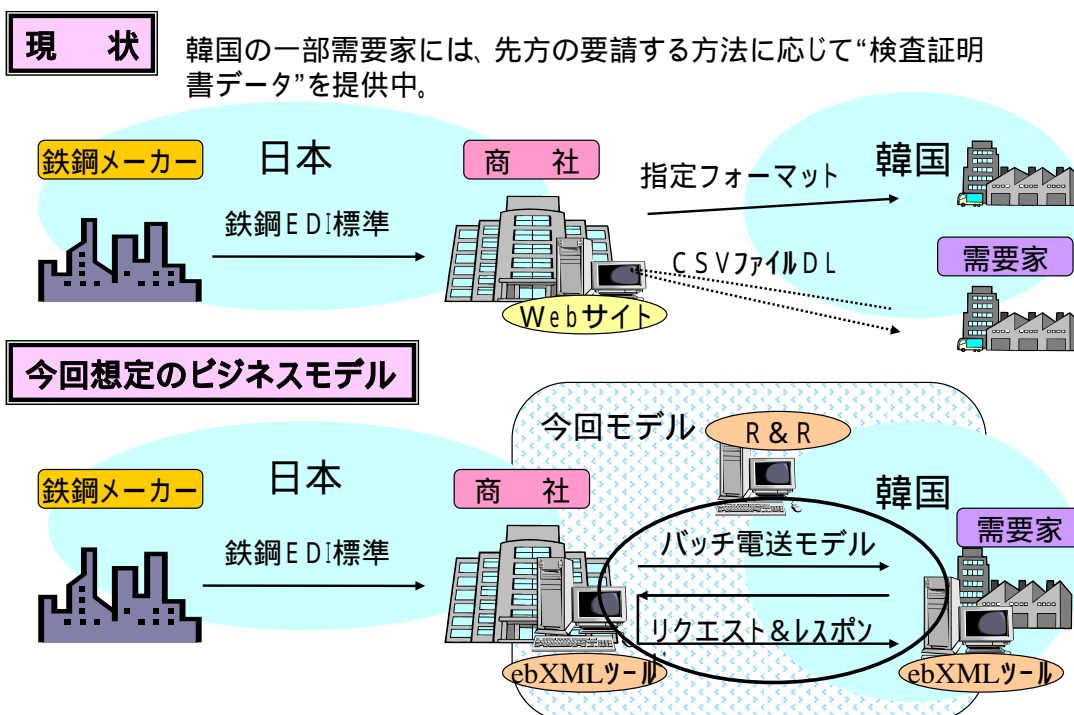 現　状
韓国の一部需要家には、先方の要請する方法に応じて“検査証明
書データ”を提供中。
鉄鋼メーカー
日本
商　社
韓国
指定フォーマット
鉄鋼ＥＤＩ標準
ＣＳＶファイルＤＬ
需要家
Ｗｅｂサイト
今回想定のビジネスモデル
今回モデル
Ｒ＆Ｒ
鉄鋼メーカー
日本
商　社
韓国
需要家
鉄鋼ＥＤＩ標準
バッチ電送モデル
リクエスト＆レスポン
ebXMLツール
ebXMLツール